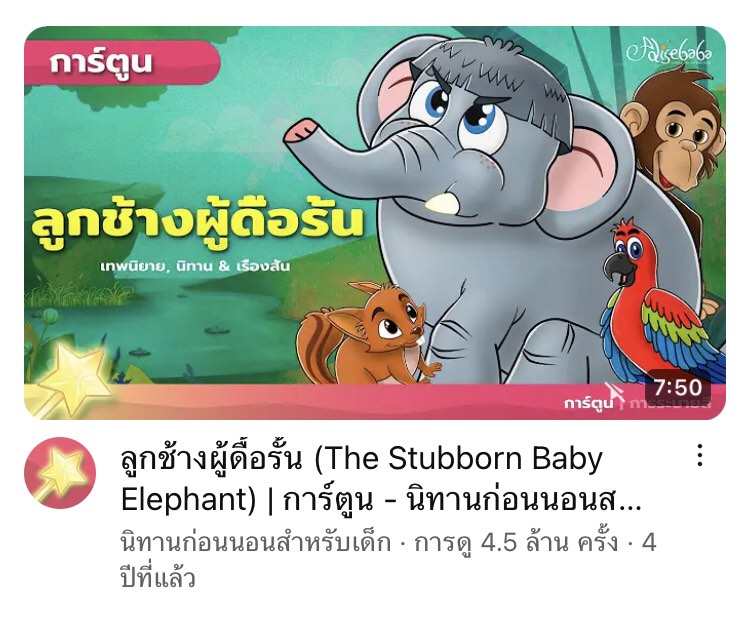 การ์ตูน
Adisebaba
ลูกช้างผู้ดื้อรั้น
เทพนิยาย, นิทาน & เรื่องสั้น
การ์ตูน
7:50
ลูกช้างผู้ดื้อรั้น (The Stubborn Baby
Elephant) | การ์ตูน - นิทานก่อนนอนส...
นิทานก่อนนอนสำหรับเด็ก · การดู 4.5 ล้าน ครั้ง · 4
ปีที่แล้ว